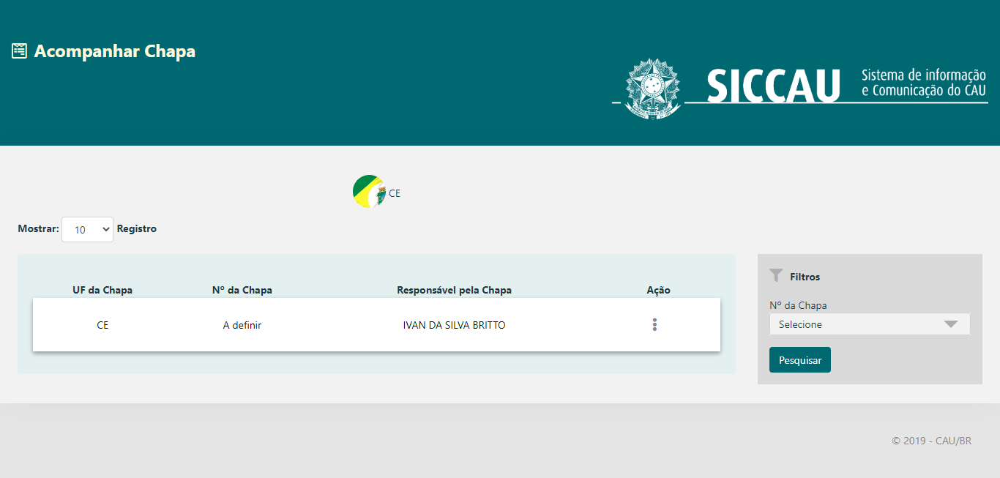 Acompanhar Chapa
SICCAU
Sistema de informação
e Comunicação do CAU
CE
Mostrar: 10 Registro
UF da Chapa Nº da Chapa Responsável pela Chapa Ação
CE A definir IVAN DA SILVA BRITTO
Filtros
Nº da Chapa
Selecione
Pesquisar
© 2019 - CAU/BR